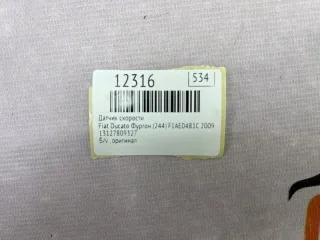 12316 534
Датчик скорости
Fiat Ducato Фургон (244) F1AE0481C 2009
13127809327
Б/у, оригинал